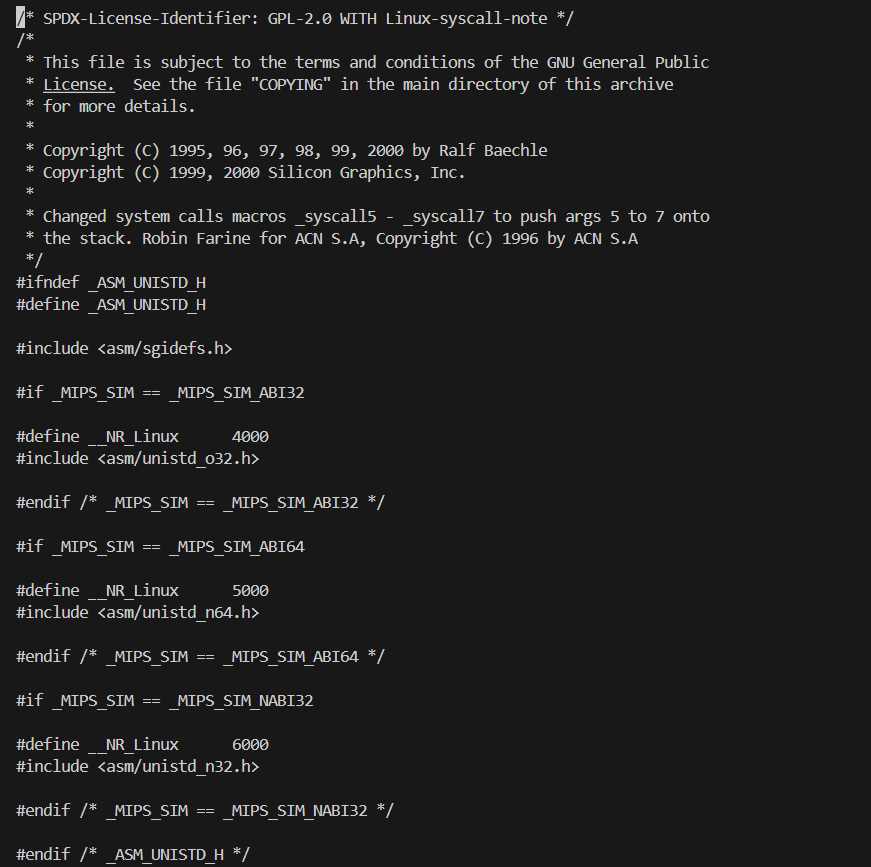 /* SPDX-License-Identifier: GPL-2.0 WITH Linux-syscall-note */
/*
 * This file is subject to the terms and conditions of the GNU General Public
 * License.  See the file "COPYING" in the main directory of this archive
 * for more details.
 *
 * Copyright (C) 1995, 96, 97, 98, 99, 2000 by Ralf Baechle
 * Copyright (C) 1999, 2000 Silicon Graphics, Inc.
 *
 * Changed system calls macros _syscall5 - _syscall7 to push args 5 to 7 onto
 * the stack. Robin Farine for ACN S.A, Copyright (C) 1996 by ACN S.A
 */
#ifndef _ASM_UNISTD_H
#define _ASM_UNISTD_H

#include <asm/sgidefs.h>

#if _MIPS_SIM == _MIPS_SIM_ABI32

#define __NR_Linux      4000
#include <asm/unistd_o32.h>

#endif /* _MIPS_SIM == _MIPS_SIM_ABI32 */

#if _MIPS_SIM == _MIPS_SIM_ABI64

#define __NR_Linux      5000
#include <asm/unistd_n64.h>

#endif /* _MIPS_SIM == _MIPS_SIM_ABI64 */

#if _MIPS_SIM == _MIPS_SIM_NABI32

#define __NR_Linux      6000
#include <asm/unistd_n32.h>

#endif /* _MIPS_SIM == _MIPS_SIM_NABI32 */

#endif /* _ASM_UNISTD_H */